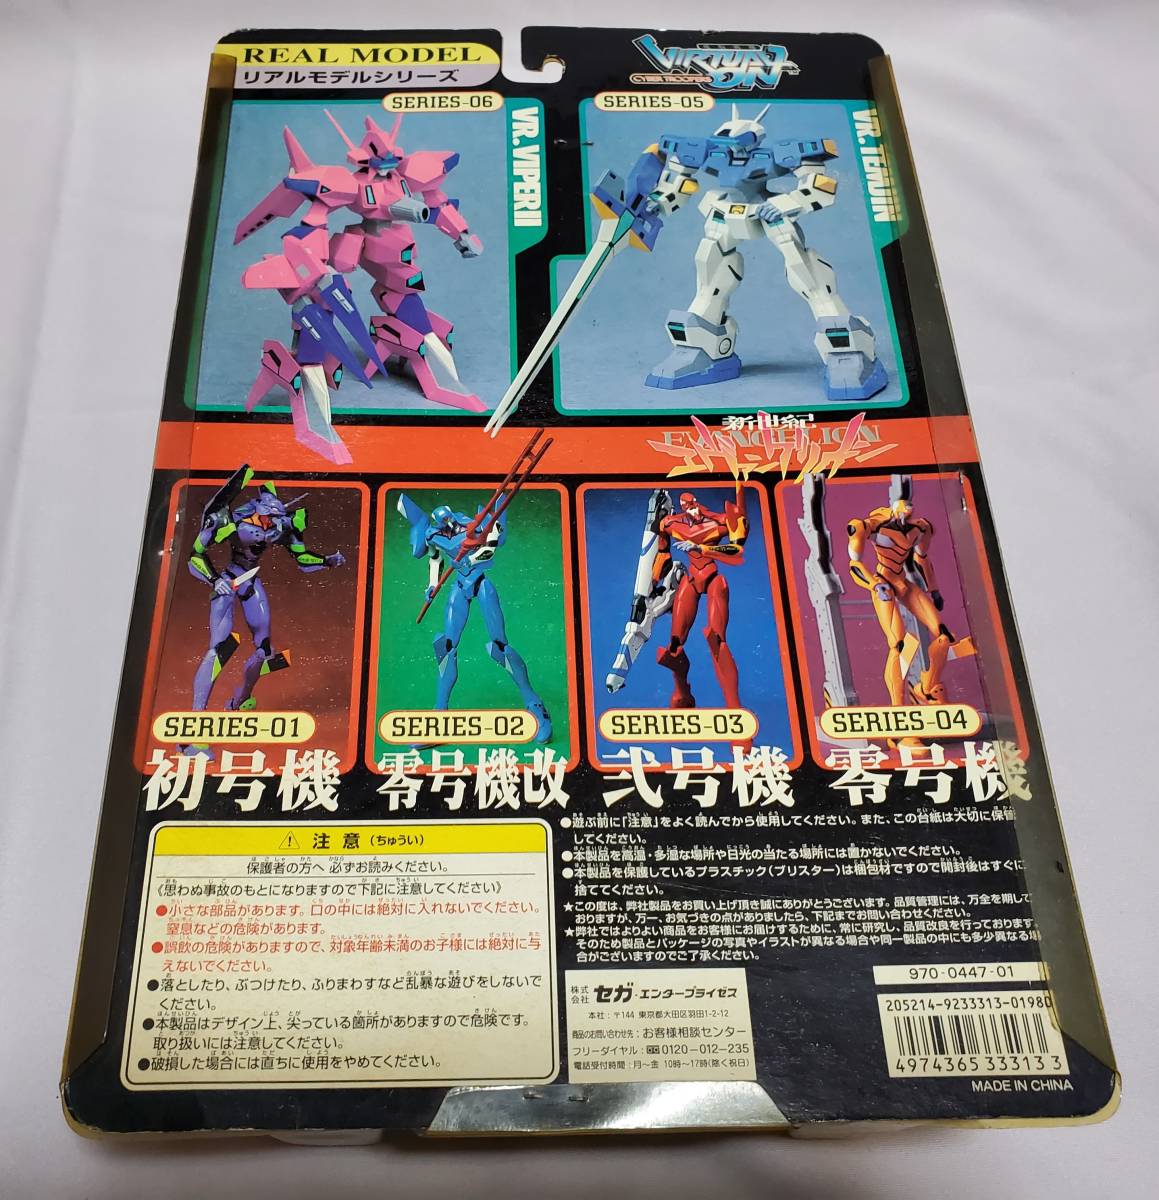 REAL MODEL
リアルモデルシリーズ
VIRTUAL-ON
CYBER TROOPERS
SERIES-06
VR. VIPERII
SERIES-05
VR. TEMJIN
新世紀
EVANGELION
エヴァンゲリオン
SERIES-01
初号機
SERIES-02
零号機改
SERIES-03
弐号機
SERIES-04
零号機
注意(ちゅうい)
保護者の方へ 必ずお読みください。
《思わぬ事故のもとになりますので下記に注意してください》
●小さな部品があります。口の中には絶対に入れないでください。
窒息などの危険があります。
●誤飲の危険がありますので、対象年齢未満のお子様には絶対に与
えないでください。
●落としたり、ぶつけたり、ふりまわすなど乱暴な遊びをしないで
ください。
●本製品はデザイン上、尖っている箇所がありますので危険です。
取り扱いには注意してください。
●破損した場合には直ちに使用をやめてください。
●遊ぶ前に「注意」をよく読んでから使用してください。また、この台紙は大切に保管
してください。
●本製品を高温・多湿な場所や日光の当たる場所には置かないでください。
●本製品を保護しているプラスチック(ブリスター)は梱包材ですので開封後はすぐに
捨ててください。
★この度は、弊社製品をお買い上げ頂き誠にありがとうございます。品質管理には、万全を期して
おりますが、万一、お気づきの点がありましたら、下記までお問い合わせください。
★弊社ではよりよい商品をお客様にお届けするために、常に研究し、品質改良を行っております。
そのため製品とパッケージの写真やイラストが異なる場合や同一製品の中にも多少異なる場
合がございますのでご了承ください。
株式会社 セガ・エンタープライゼス
本社:〒144 東京都大田区羽田1-2-12
商品のお問い合わせ先:お客様相談センター
フリーダイヤル:0120-012-235
電話受付時間:月〜金 10時〜17時(除く祝日)
970-0447-01
205214-9233313-01980
4974365 33313 3
MADE IN CHINA